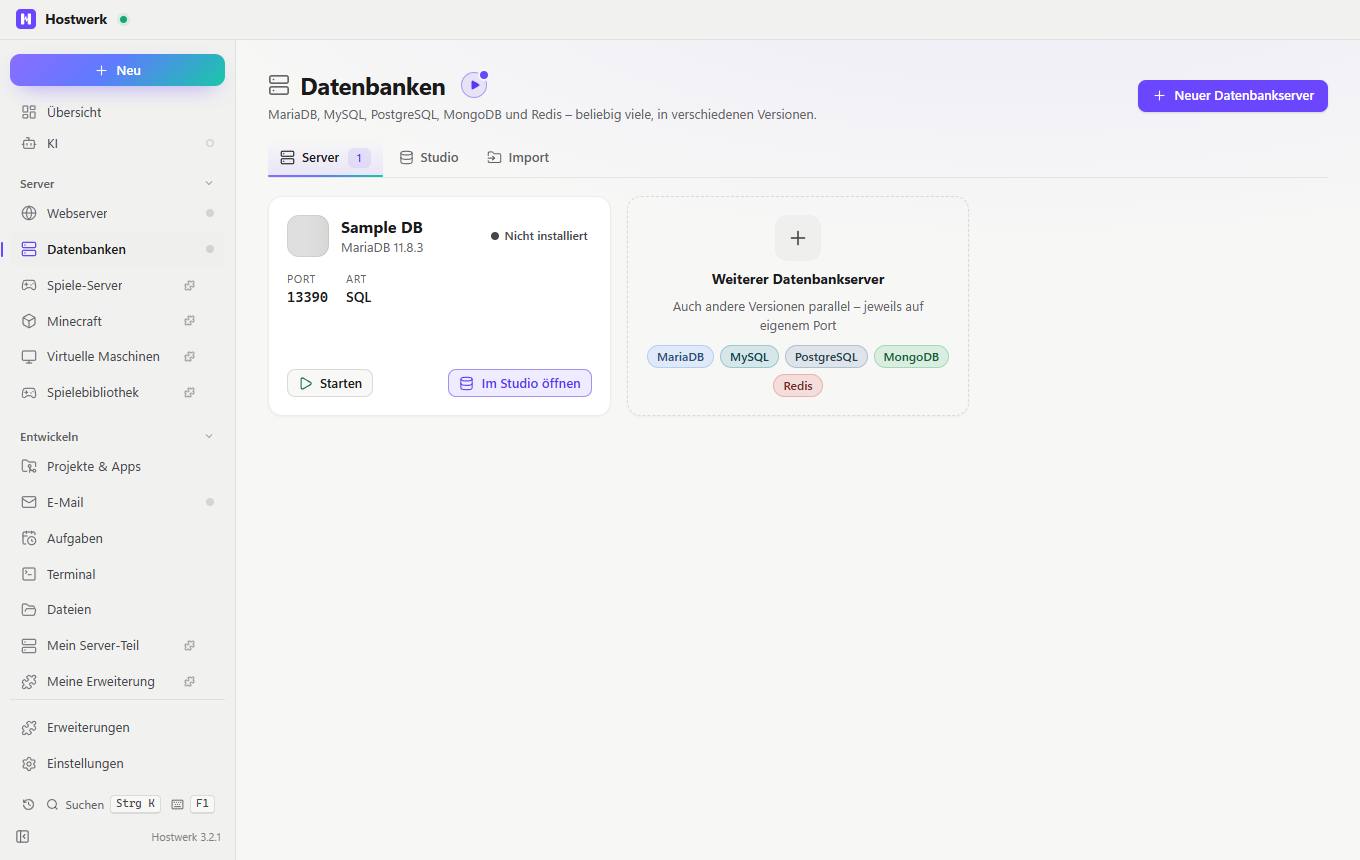 Hostwerk
Neu
Übersicht
KI
Server
Webserver
Datenbanken
Spiele-Server
Minecraft
Virtuelle Maschinen
Spielebibliothek
Entwickeln
Projekte & Apps
E-Mail
Aufgaben
Terminal
Dateien
Mein Server-Teil
Meine Erweiterung
Erweiterungen
Einstellungen
Suchen Strg K F1
Hostwerk 3.2.1
Datenbanken
MariaDB, MySQL, PostgreSQL, MongoDB und Redis – beliebig viele, in verschiedenen Versionen.
Neuer Datenbankserver
Server 1 Studio Import
Sample DB
MariaDB 11.8.3
Nicht installiert
PORT ART
13390 SQL
Starten Im Studio öffnen
Weiterer Datenbankserver
Auch andere Versionen parallel – jeweils auf
eigenem Port
MariaDB MySQL PostgreSQL MongoDB
Redis